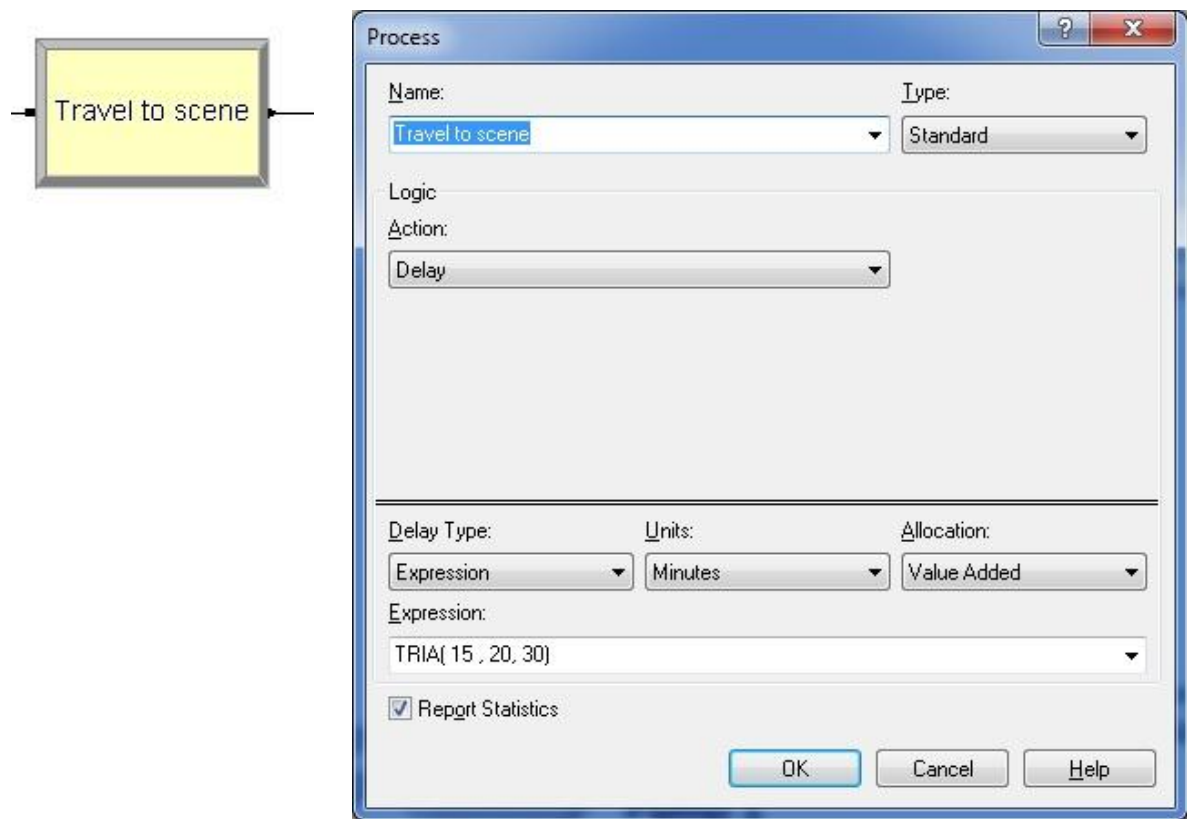 Travel to scene
Process
Name:
Type:
Travel to scene
Standard
Logic
Action:
Delay
Delay Type:
Units:
Allocation:
Expression
Minutes
Value Added
Expression:
TRIA( 15 , 20, 30)
Report Statistics
OK
Cancel
Help